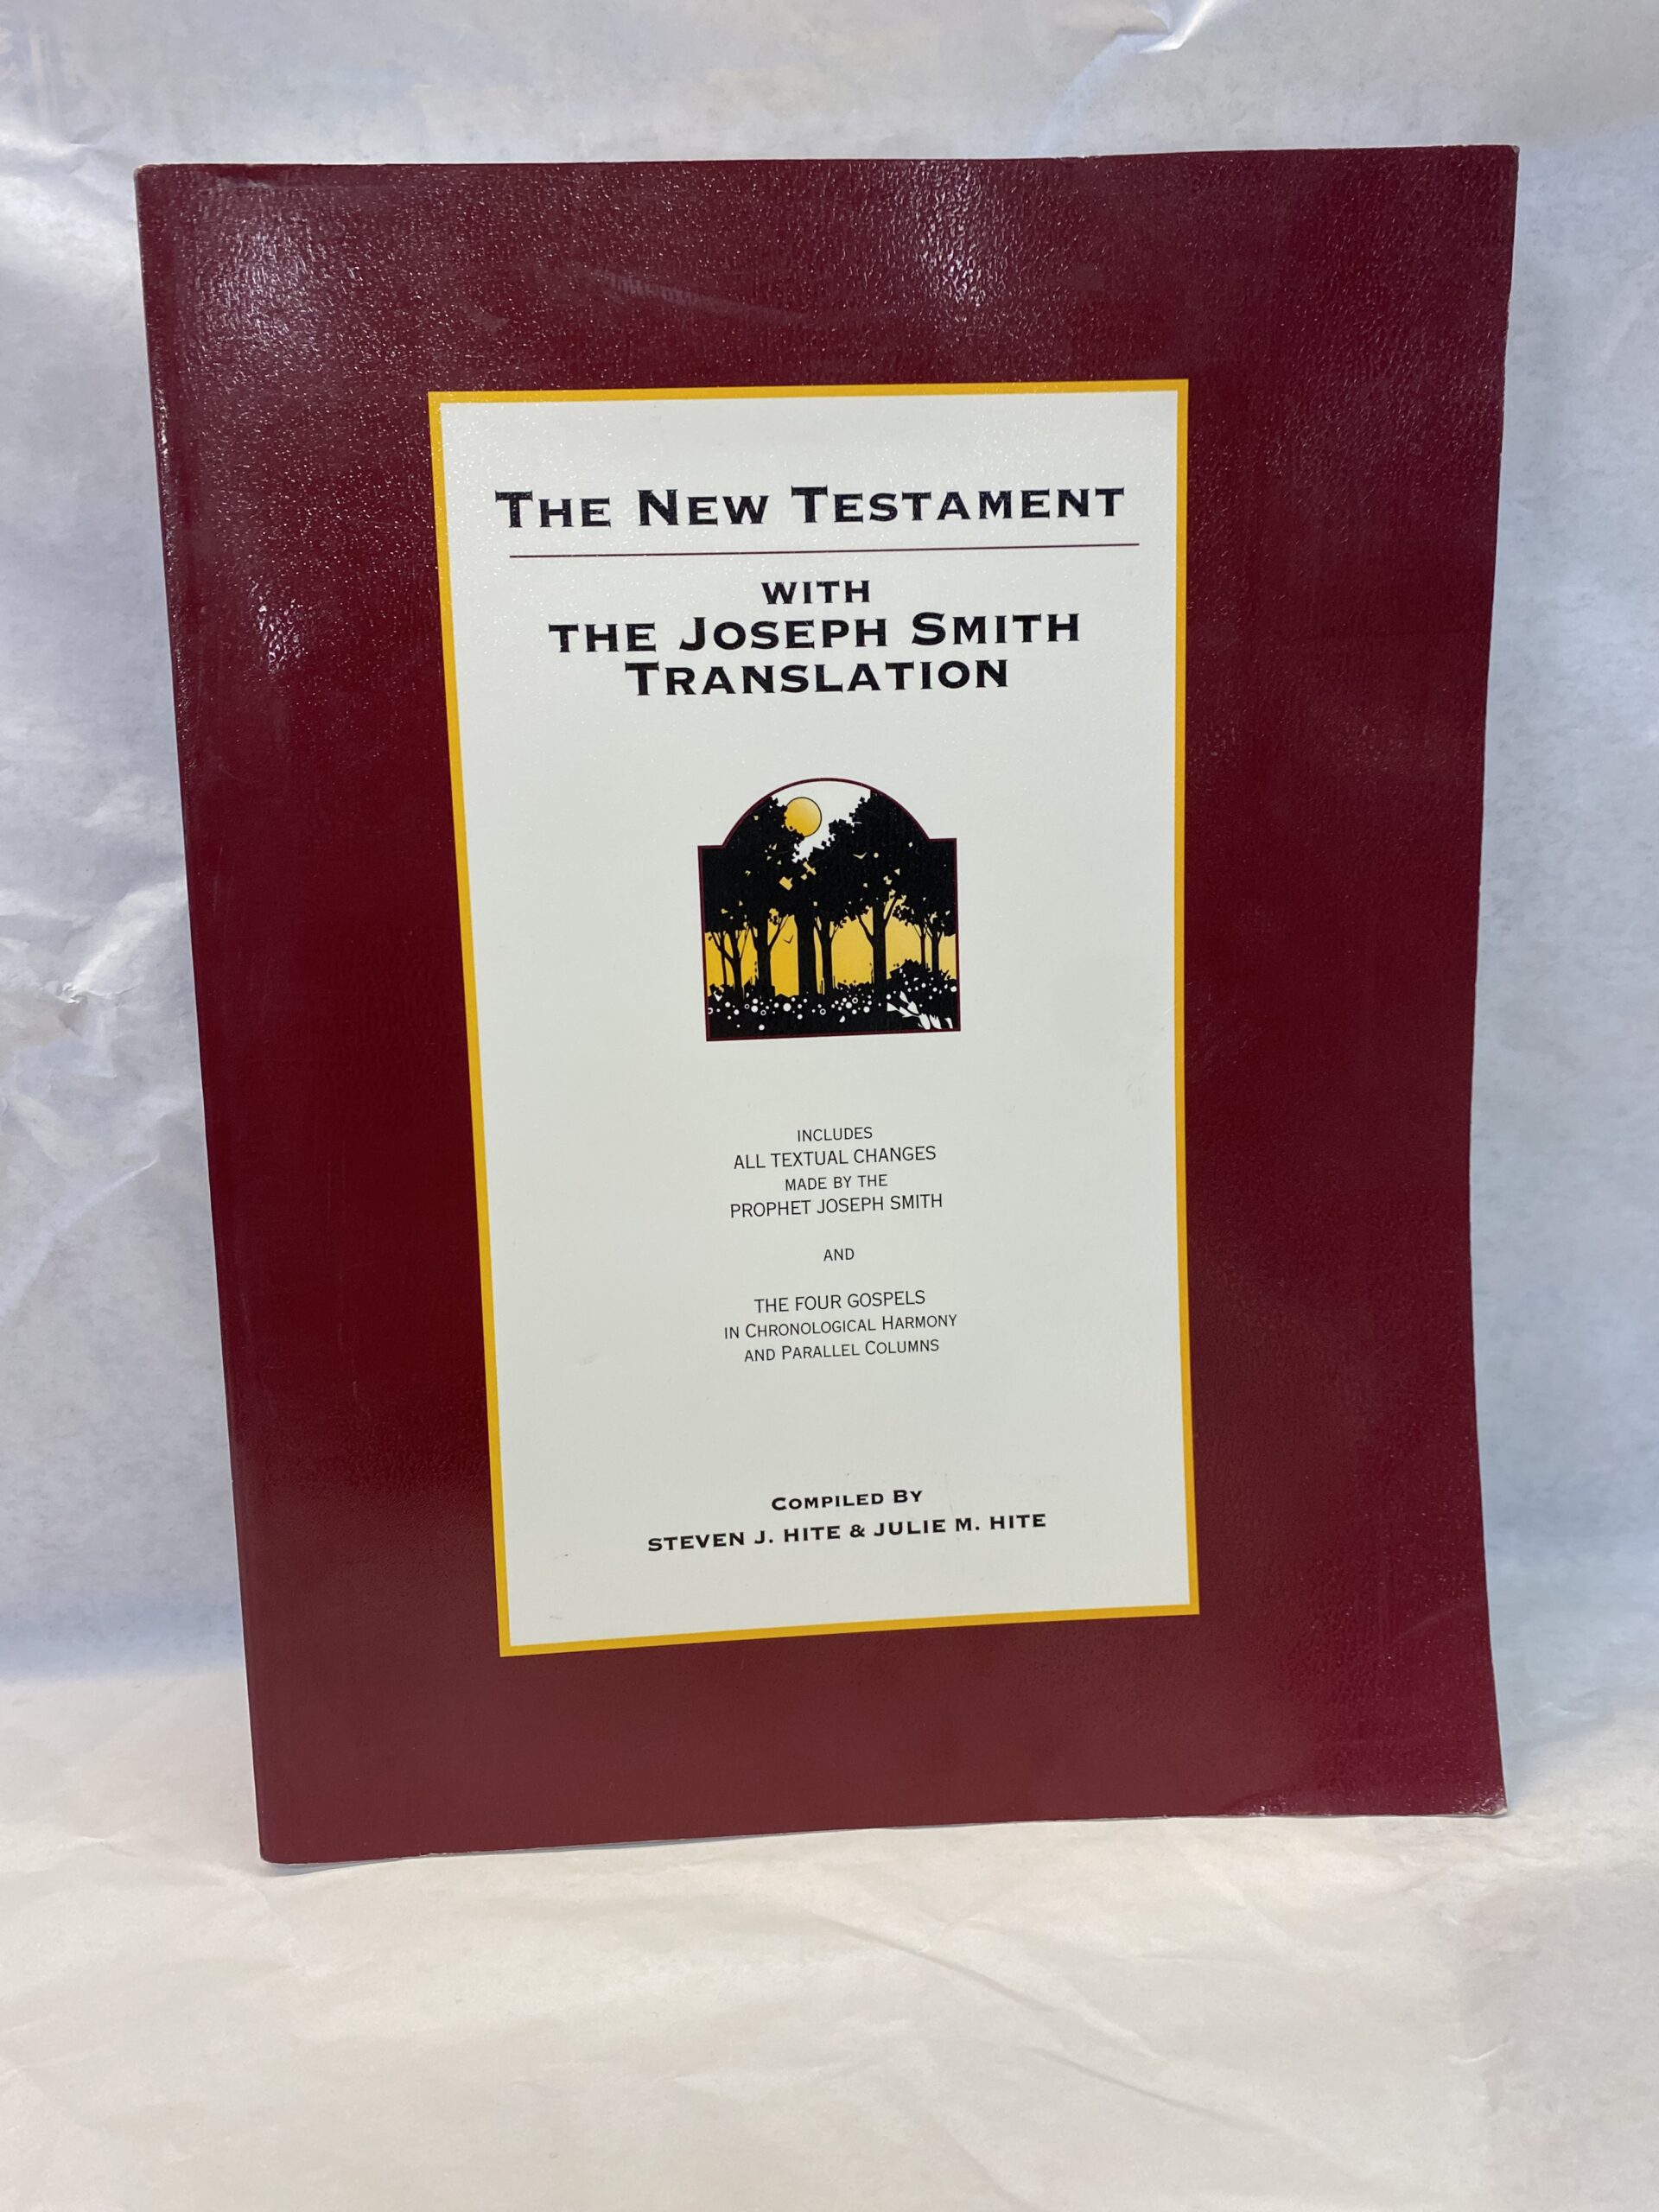 THE NEW TESTAMENT
WITH
THE JOSEPH SMITH
TRANSLATION
INCLUDES
ALL TEXTUAL CHANGES
MADE BY THE
PROPHET JOSEPH SMITH
AND
THE FOUR GOSPELS
IN CHRONOLOGICAL HARMONY
AND PARALLEL COLUMNS
COMPILED BY
STEVEN J. HITE & JULIE M. HITE